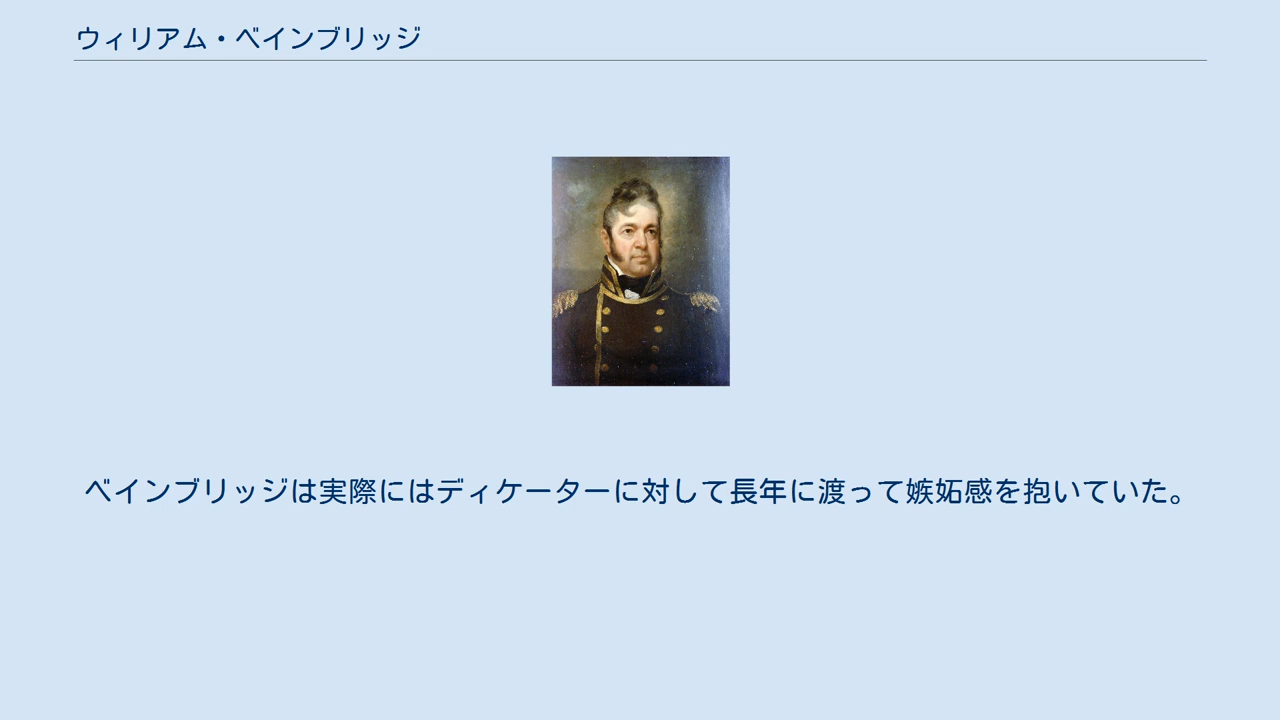 ウィリアム・ベインブリッジ
ベインブリッジは実際にはディケーターに対して長年に渡って嫉妬感を抱いていた。